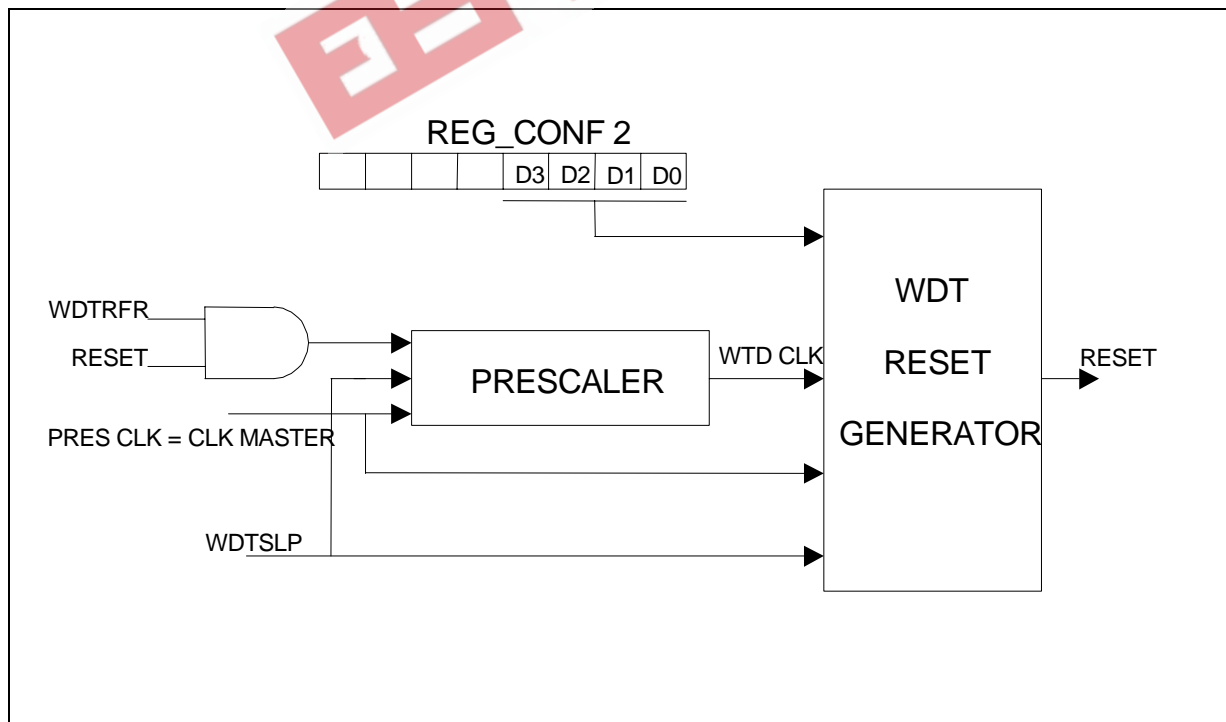 REG_CONF 2
D3 D2 D1 D0
WDTRFR
RESET
PRES CLK = CLK MASTER
WDTSLP
PRESCALER
WTD CLK
WDT
RESET
GENERATOR
RESET